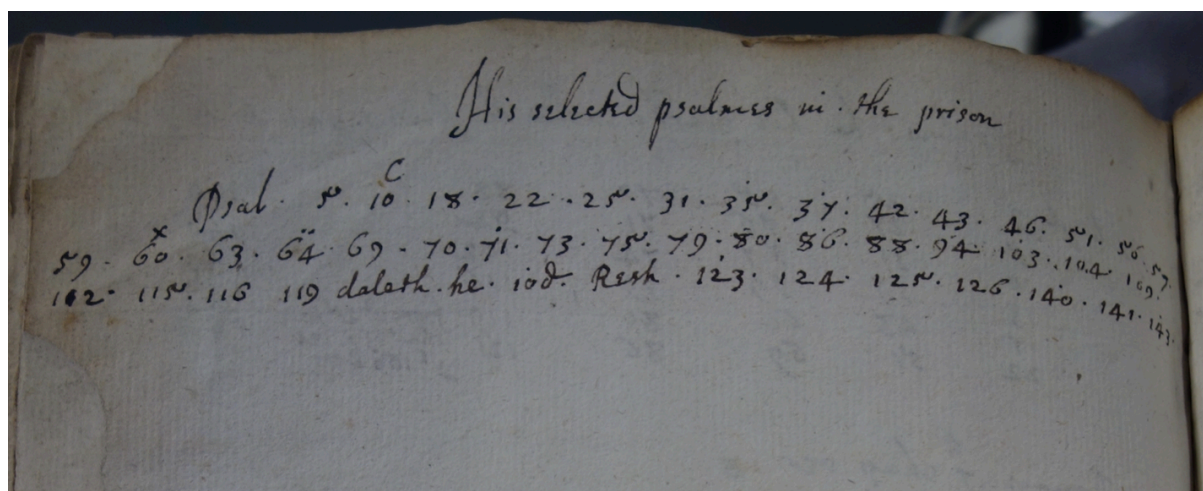 His selected psalmes in · the prison
C
Psal · 5 · 10 · 18 · 22 · 25 · 31 · 35 · 37 · 42 · 43 · 46 · 51 · 56 · 57 ·
x
59 · 60 · 63 · 64 · 69 · 70 · 71 · 73 · 75 · 79 · 80 · 86 · 88 · 94 · 103 · 104 · 109 ·
112 · 115 · 116 119 daleth · he · iod · Resh · 123 · 124 · 125 · 126 · 140 · 141 · 143 ·